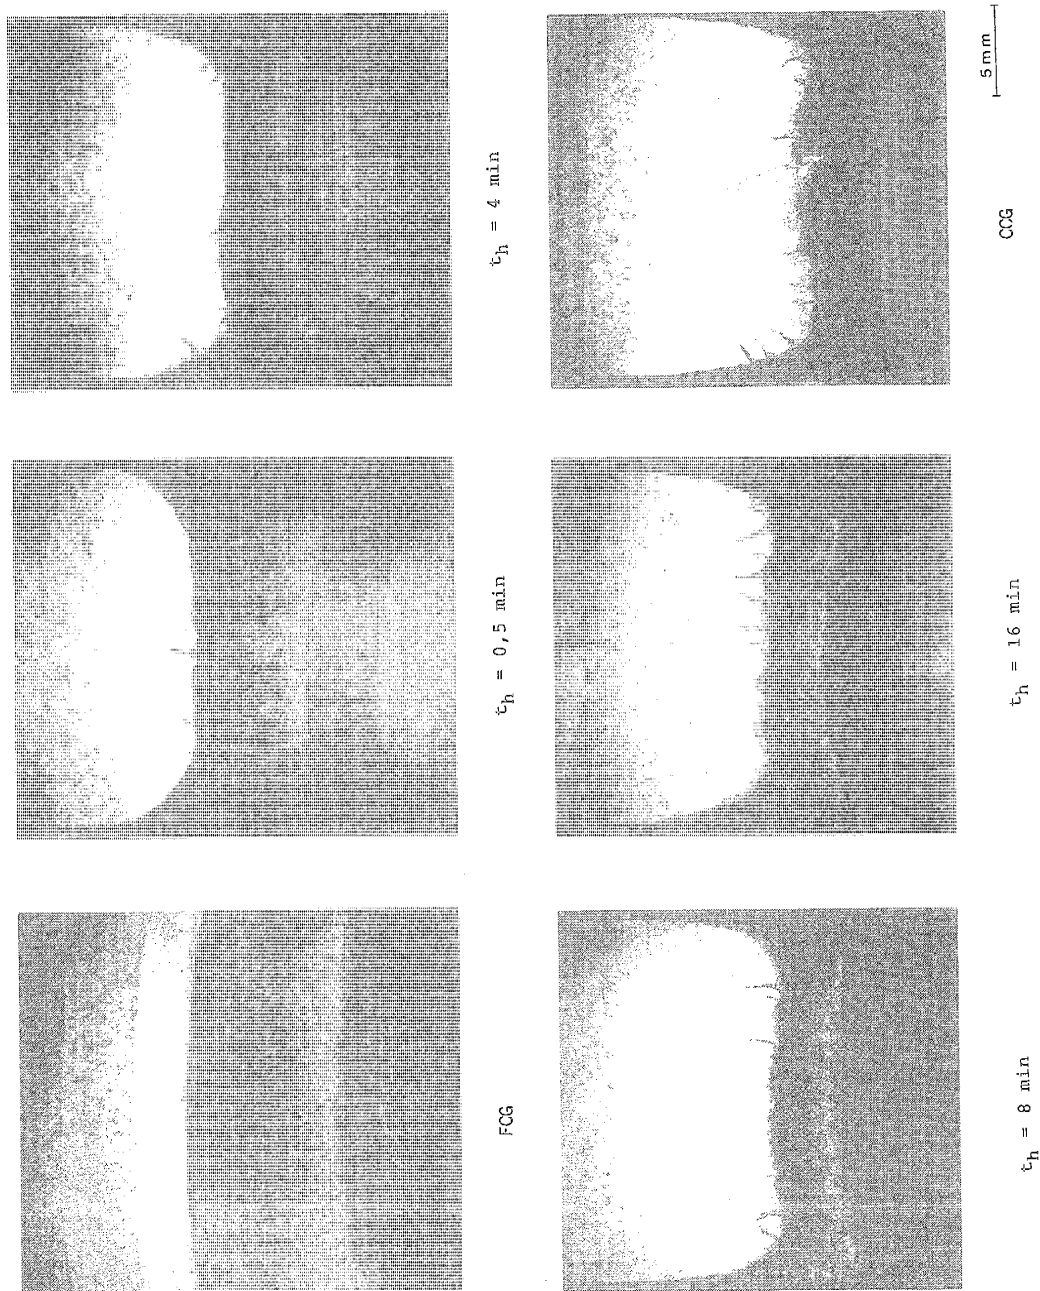 FCG
t_h = 0,5 min
t_h = 4 min
t_h = 8 min
t_h = 16 min
CCG
5 mm